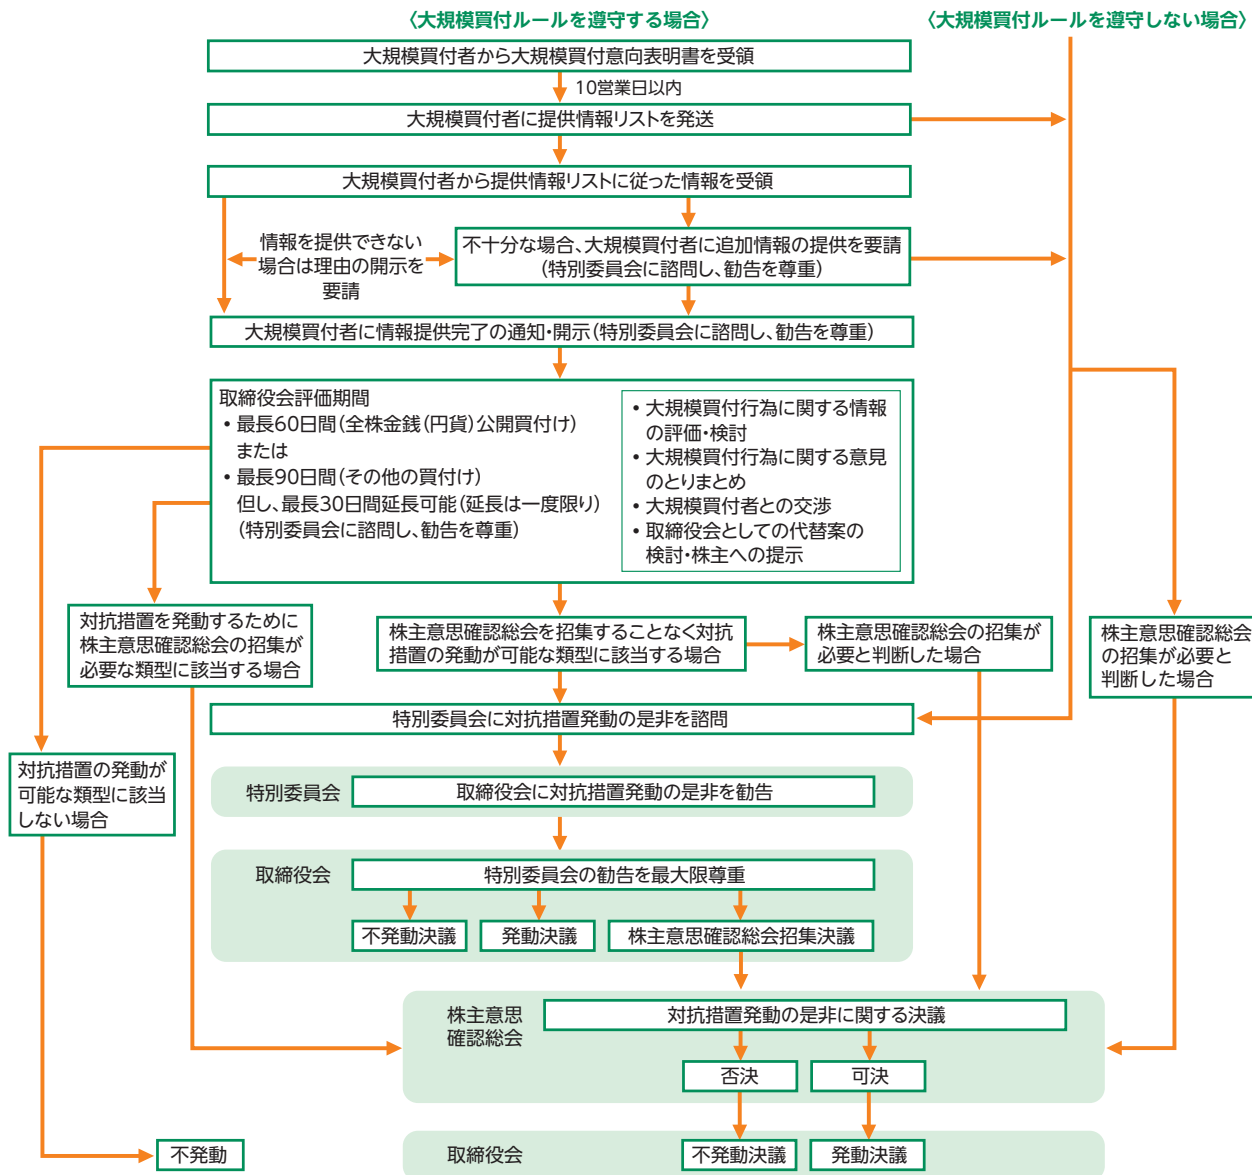 〈大規模買付ルールを遵守する場合〉
〈大規模買付ルールを遵守しない場合〉
大規模買付者から大規模買付意向表明書を受領
10営業日以内
大規模買付者に提供情報リストを発送
大規模買付者から提供情報リストに従った情報を受領
情報を提供できない
場合は理由の開示を
要請
不十分な場合、大規模買付者に追加情報の提供を要請
(特別委員会に諮問し、勧告を尊重)
大規模買付者に情報提供完了の通知・開示(特別委員会に諮問し、勧告を尊重)
取締役会評価期間
・最長60日間(全株金銭(円貨)公開買付け)
または
・最長90日間(その他の買付け)
但し、最長30日間延長可能(延長は一度限り)
(特別委員会に諮問し、勧告を尊重)
・大規模買付行為に関する情報
の評価・検討
・大規模買付行為に関する意見
のとりまとめ
・大規模買付者との交渉
・取締役会としての代替案の
検討・株主への提示
対抗措置を発動するために
株主意思確認総会の招集が
必要な類型に該当する場合
株主意思確認総会を招集することなく対抗
措置の発動が可能な類型に該当する場合
株主意思確認総会の招集が
必要と判断した場合
株主意思確認総会
の招集が必要と
判断した場合
特別委員会に対抗措置発動の是非を諮問
対抗措置の発動が
可能な類型に該当
しない場合
特別委員会
取締役会に対抗措置発動の是非を勧告
取締役会
特別委員会の勧告を最大限尊重
不発動決議
発動決議
株主意思確認総会招集決議
株主意思
確認総会
対抗措置発動の是非に関する決議
否決
可決
不発動
取締役会
不発動決議
発動決議